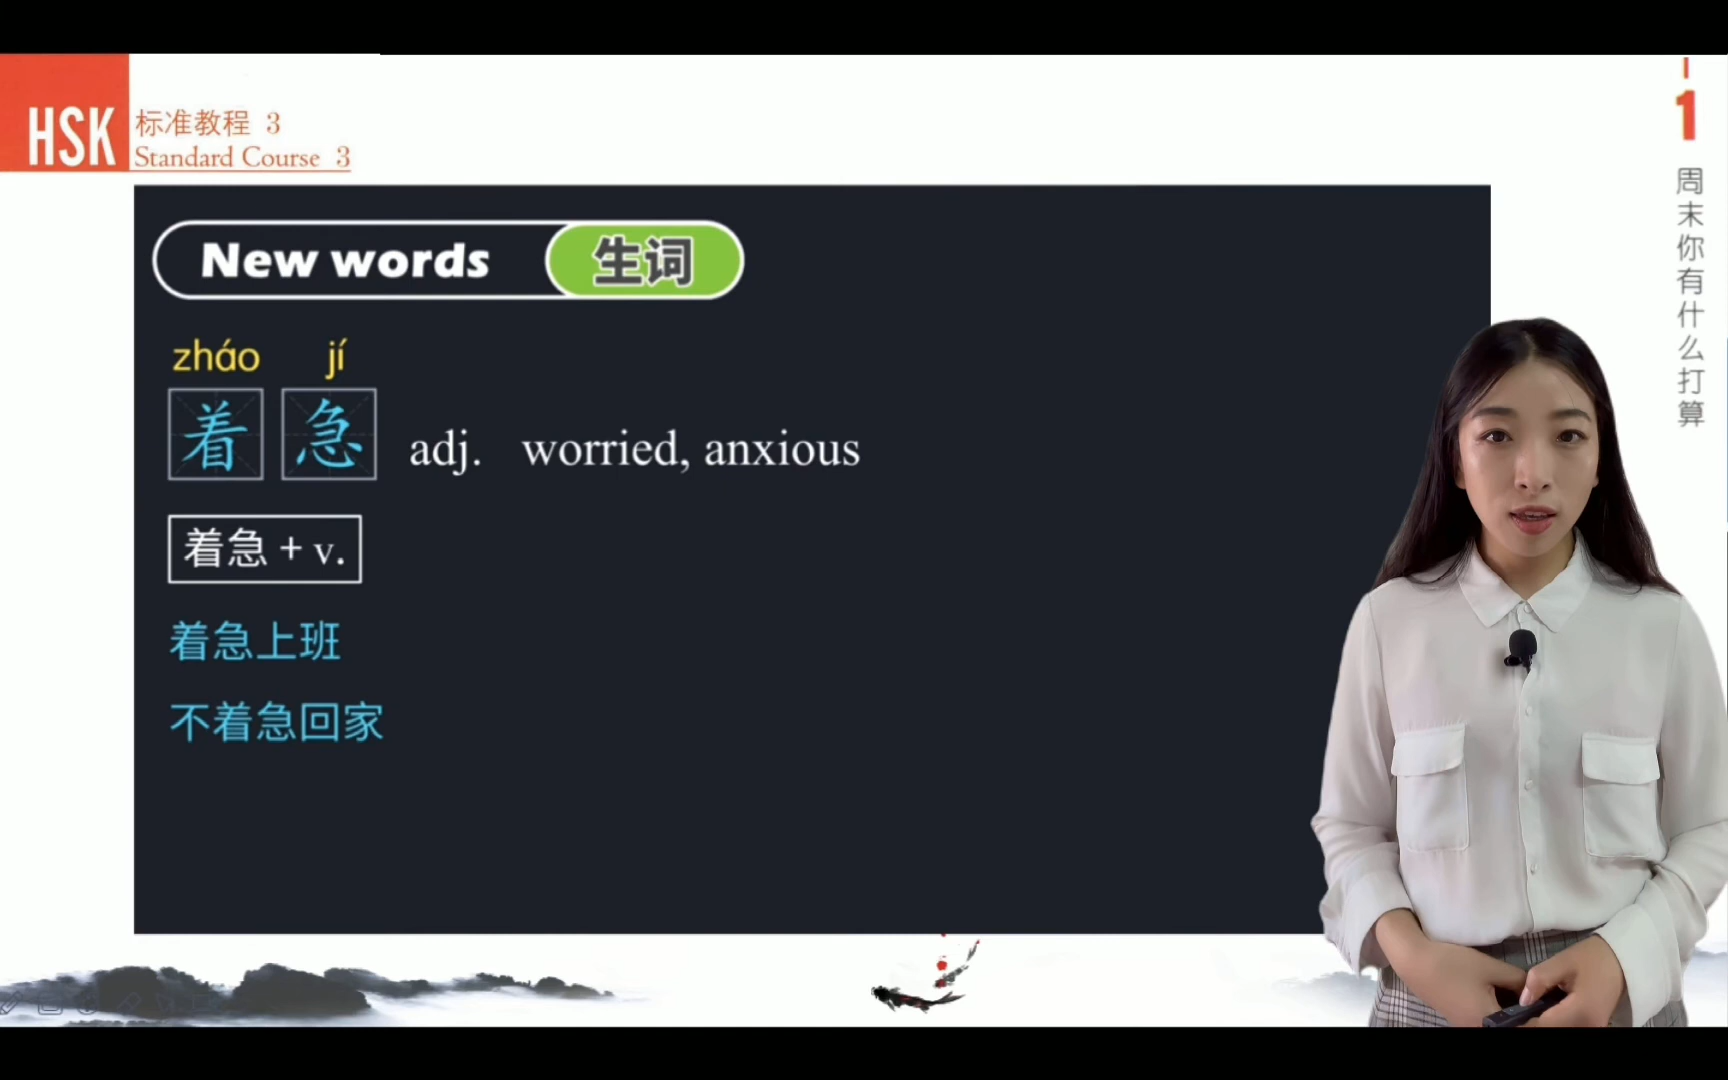 HSK
标准教程 3
Standard Course 3
New words 生词
zháo jí
着急 adj. worried, anxious
着急 + v.
着急上班
不着急回家
1
周末你有什么打算